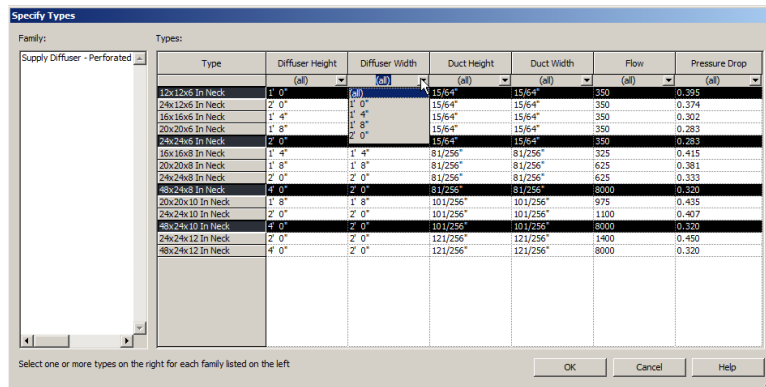 Specify Types
Family: Types:
Supply Diffuser - Perforated
Type Diffuser Height Diffuser Width Duct Height Duct Width Flow Pressure Drop
(all) (all) (all) (all) (all) (all)
12x12x6 In Neck 1' 0" (all) 15/64" 15/64" 350 0.395
24x12x6 In Neck 2' 0" 1' 0" 15/64" 15/64" 350 0.374
16x16x6 In Neck 1' 4" 1' 4" 15/64" 15/64" 350 0.302
20x20x6 In Neck 1' 8" 1' 8" 15/64" 15/64" 350 0.283
24x24x6 In Neck 2' 0" 2' 0" 15/64" 15/64" 350 0.283
16x16x8 In Neck 1' 4" 1' 4" 81/256" 81/256" 325 0.415
20x20x8 In Neck 1' 8" 1' 8" 81/256" 81/256" 625 0.381
24x24x8 In Neck 2' 0" 2' 0" 81/256" 81/256" 625 0.333
48x24x8 In Neck 4' 0" 2' 0" 81/256" 81/256" 8000 0.320
20x20x10 In Neck 1' 8" 1' 8" 101/256" 101/256" 975 0.435
24x24x10 In Neck 2' 0" 2' 0" 101/256" 101/256" 1100 0.407
48x24x10 In Neck 4' 0" 2' 0" 101/256" 101/256" 8000 0.320
24x24x12 In Neck 2' 0" 2' 0" 121/256" 121/256" 1400 0.450
48x24x12 In Neck 4' 0" 2' 0" 121/256" 121/256" 8000 0.320
Select one or more types on the right for each family listed on the left
OK Cancel Help